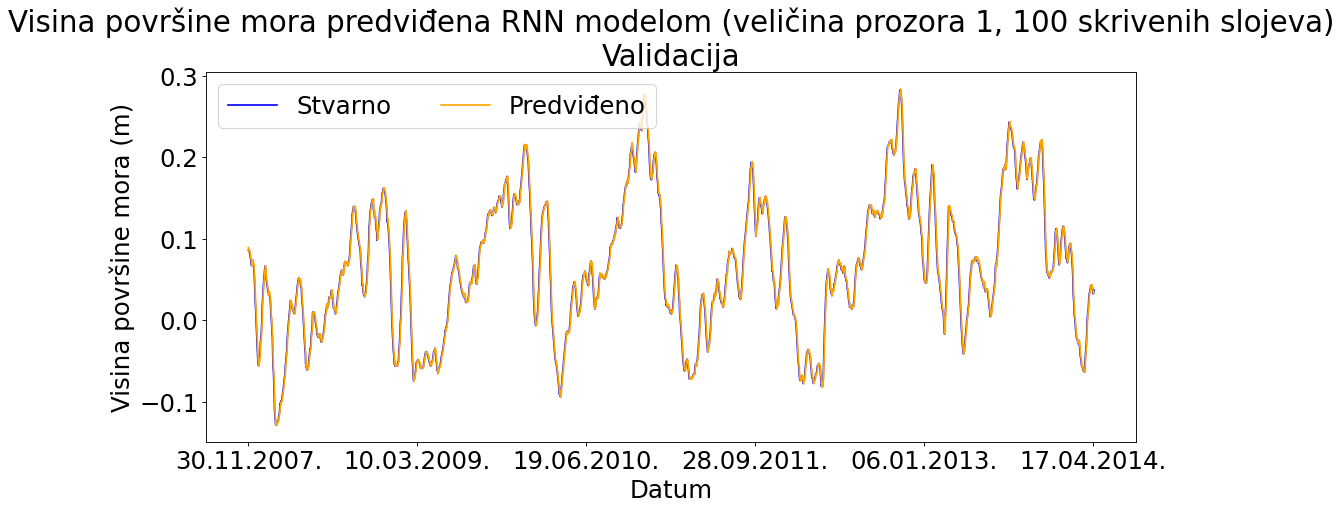 Visina površine mora predviđena RNN modelom (veličina prozora 1, 100 skrivenih slojeva)
Validacija
Stvarno Predviđeno
Visina površine mora (m)
0.3
0.2
0.1
0.0
−0.1
30.11.2007. 10.03.2009. 19.06.2010. 28.09.2011. 06.01.2013. 17.04.2014.
Datum